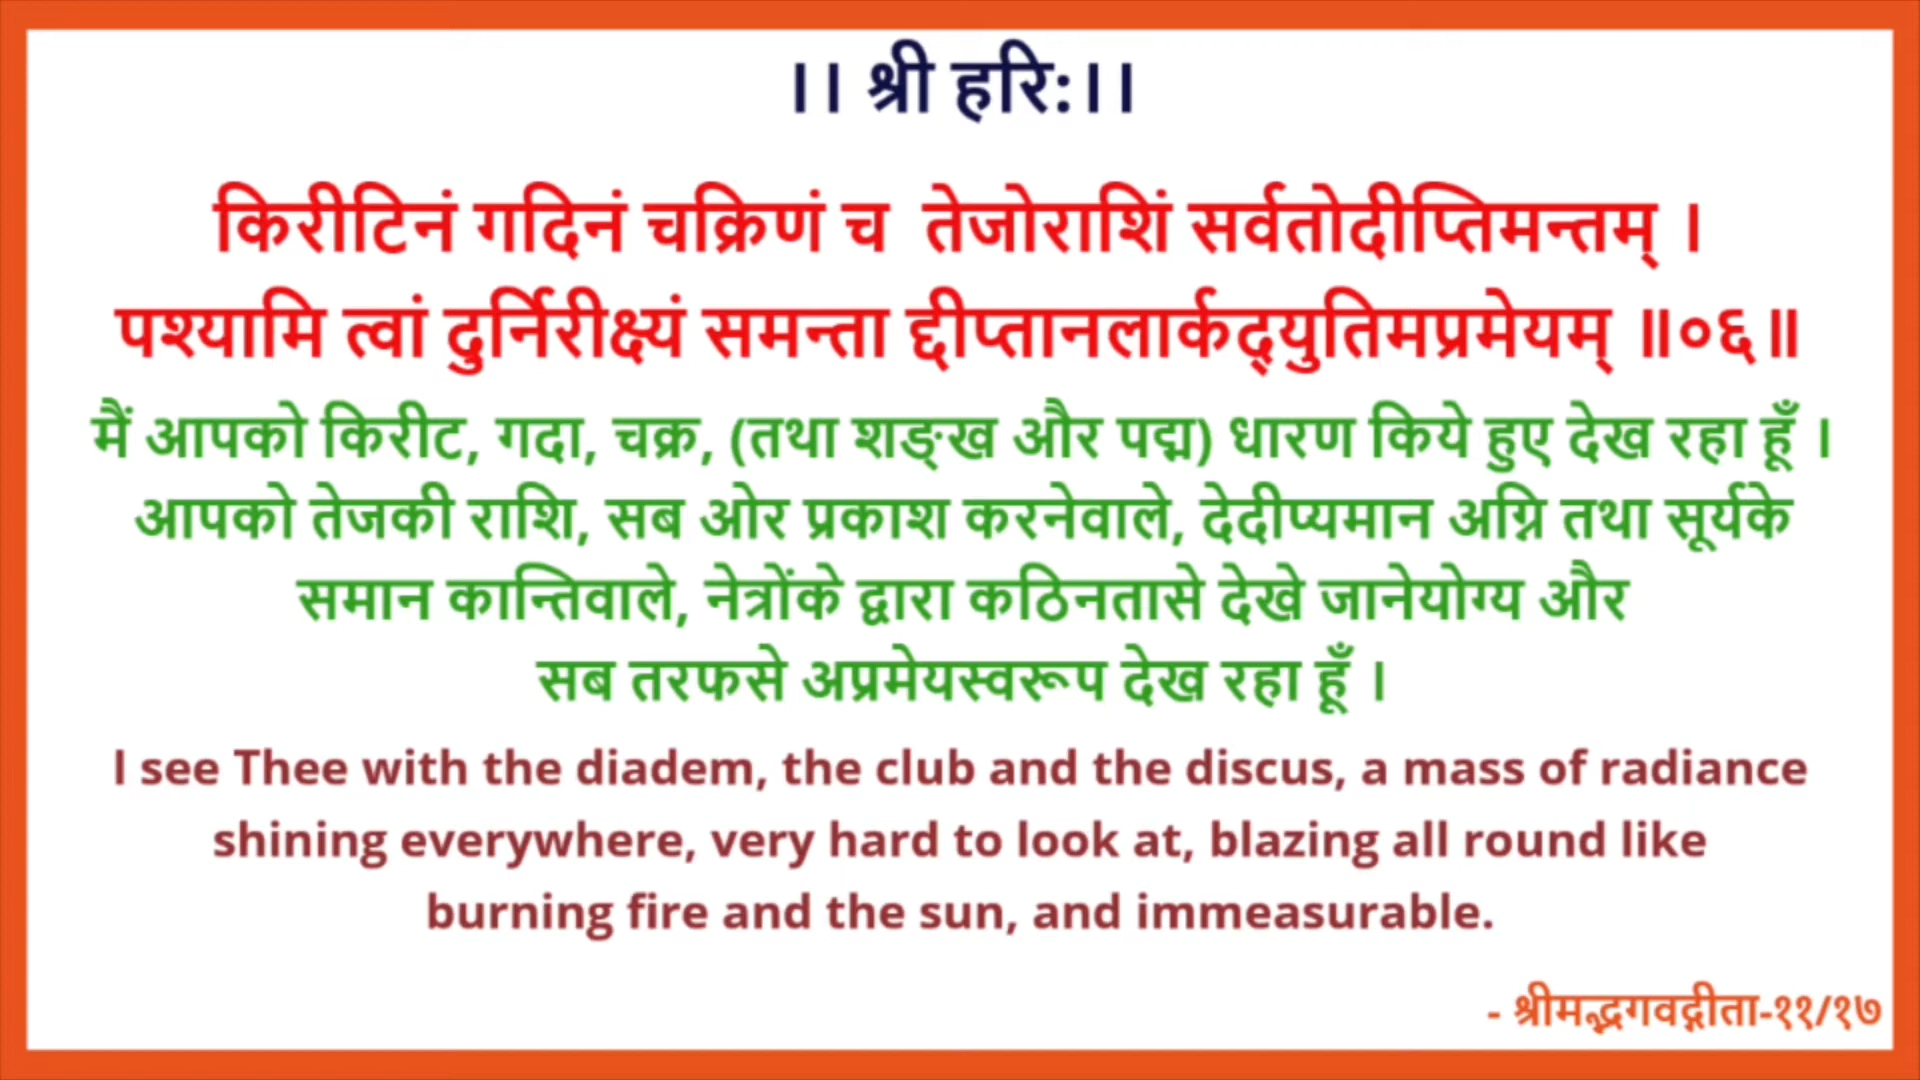 ।। श्री हरि:।।
किरीटिनं गदिनं चक्रिणं च तेजोराशिं सर्वतोदीप्तिमन्तम् ।
पश्यामि त्वां दुर्निरीक्ष्यं समन्ता द्दीप्तानलार्कद्युतिमप्रमेयम् ॥०६॥
मैं आपको किरीट, गदा, चक्र, (तथा शङ्ख और पद्म) धारण किये हुए देख रहा हूँ ।
आपको तेजकी राशि, सब ओर प्रकाश करनेवाले, देदीप्यमान अग्नि तथा सूर्यके
समान कान्तिवाले, नेत्रोंके द्वारा कठिनतासे देखे जानेयोग्य और
सब तरफसे अप्रमेयस्वरूप देख रहा हूँ ।
I see Thee with the diadem, the club and the discus, a mass of radiance
shining everywhere, very hard to look at, blazing all round like
burning fire and the sun, and immeasurable.
- श्रीमद्भगवद्गीता-११/१७